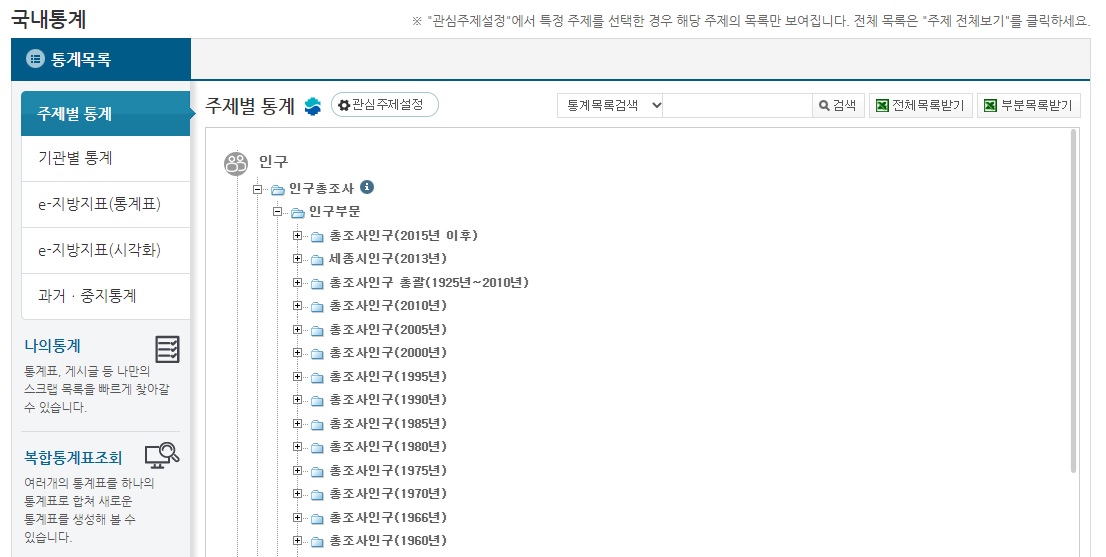 국내통계
※ "관심주제설정"에서 특정 주제를 선택한 경우 해당 주제의 목록만 보여집니다. 전체 목록은 "주제 전체보기"를 클릭하세요.
통계목록
주제별 통계
기관별 통계
e-지방지표(통계표)
e-지방지표(시각화)
과거 · 중지통계
나의통계
통계표, 게시글 등 나만의
스크랩 목록을 빠르게 찾아갈
수 있습니다.
복합통계표조회
여러개의 통계표를 하나의
통계표로 합쳐 새로운
통계표를 생성해 볼 수
있습니다.
주제별 통계 관심주제설정 통계목록검색 검색 전체목록받기 부분목록받기
인구
인구총조사
인구부문
총조사인구(2015년 이후)
세종시인구(2013년)
총조사인구 총괄(1925년~2010년)
총조사인구(2010년)
총조사인구(2005년)
총조사인구(2000년)
총조사인구(1995년)
총조사인구(1990년)
총조사인구(1985년)
총조사인구(1980년)
총조사인구(1975년)
총조사인구(1970년)
총조사인구(1966년)
총조사인구(1960년)